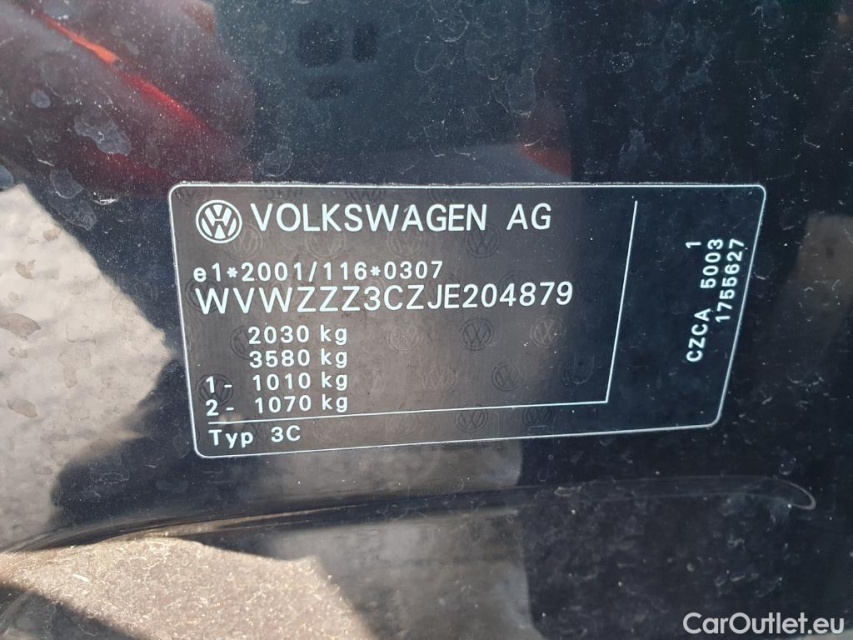 VOLKSWAGEN AG
e1*2001/116*0307
WVWZZZ3CZJE204879
2030 kg
3580 kg
1- 1010 kg
2- 1070 kg
Typ 3C
1
CZCA 5003
1755627
CarOutlet.eu